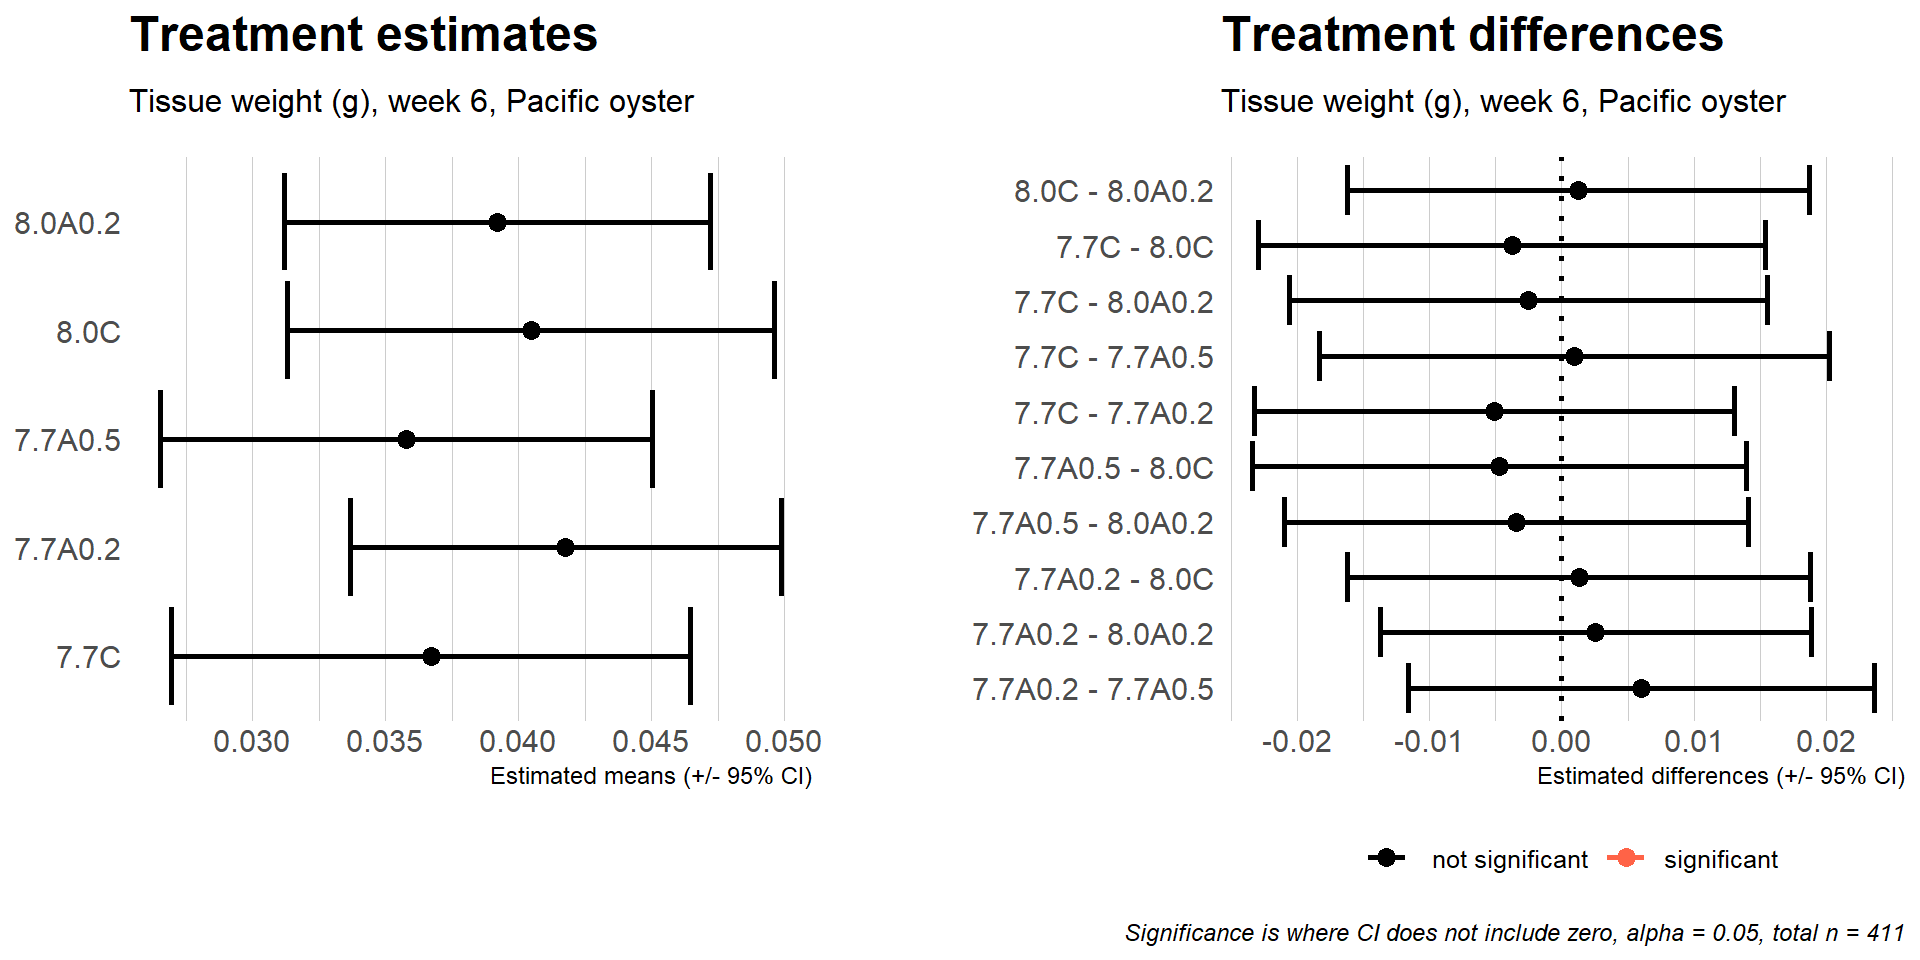 Treatment estimates
Tissue weight (g), week 6, Pacific oyster
8.0A0.2
8.0C
7.7A0.5
7.7A0.2
7.7C
0.030 0.035 0.040 0.045 0.050
Estimated means (+/- 95% CI)
Treatment differences
Tissue weight (g), week 6, Pacific oyster
8.0C - 8.0A0.2
7.7C - 8.0C
7.7C - 8.0A0.2
7.7C - 7.7A0.5
7.7C - 7.7A0.2
7.7A0.5 - 8.0C
7.7A0.5 - 8.0A0.2
7.7A0.2 - 8.0C
7.7A0.2 - 8.0A0.2
7.7A0.2 - 7.7A0.5
-0.02 -0.01 0.00 0.01 0.02
Estimated differences (+/- 95% CI)
not significant significant
Significance is where CI does not include zero, alpha = 0.05, total n = 411